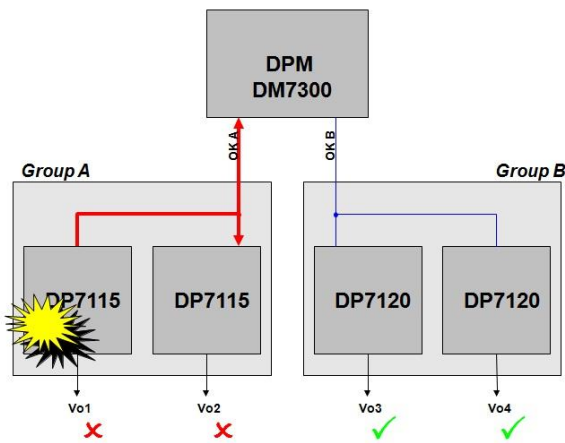 DPM
DM7300
OK A
OK B
Group A
Group B
DP7115
DP7115
DP7120
DP7120
Vo1
Vo2
Vo3
Vo4